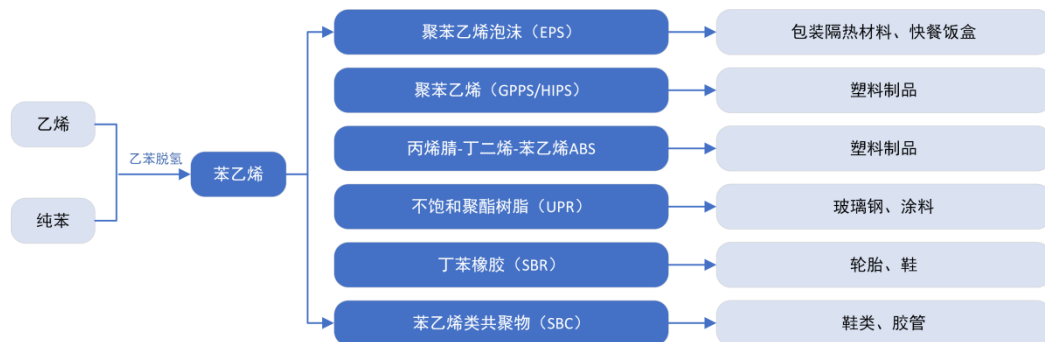 乙烯
纯苯
乙苯脱氢
苯乙烯
聚苯乙烯泡沫（EPS）
包装隔热材料、快餐饭盒
聚苯乙烯（GPPS/HIPS）
塑料制品
丙烯腈-丁二烯-苯乙烯ABS
塑料制品
不饱和聚酯树脂（UPR）
玻璃钢、涂料
丁苯橡胶（SBR）
轮胎、鞋
苯乙烯类共聚物（SBC）
鞋类、胶管